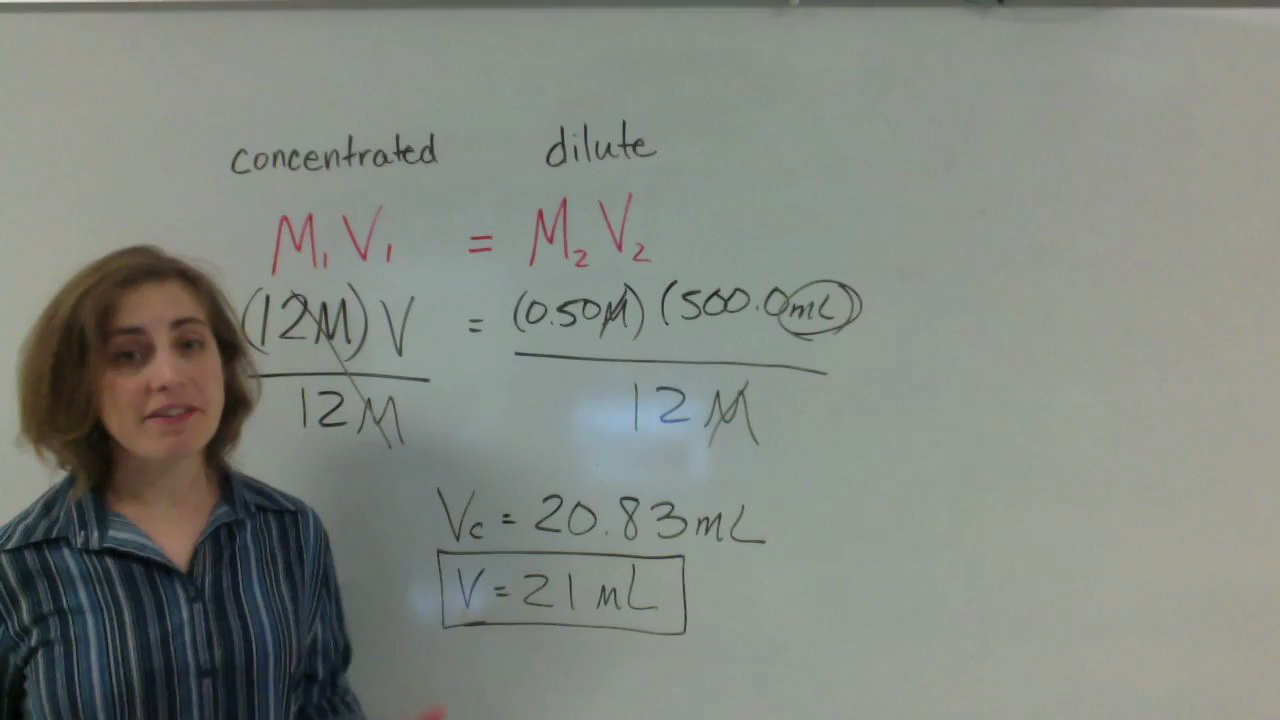 concentrated dilute
M₁V₁ = M₂V₂
(12M)V = (0.50M)(500.0mL)
12M 12M
Vc = 20.83mL
V = 21 mL